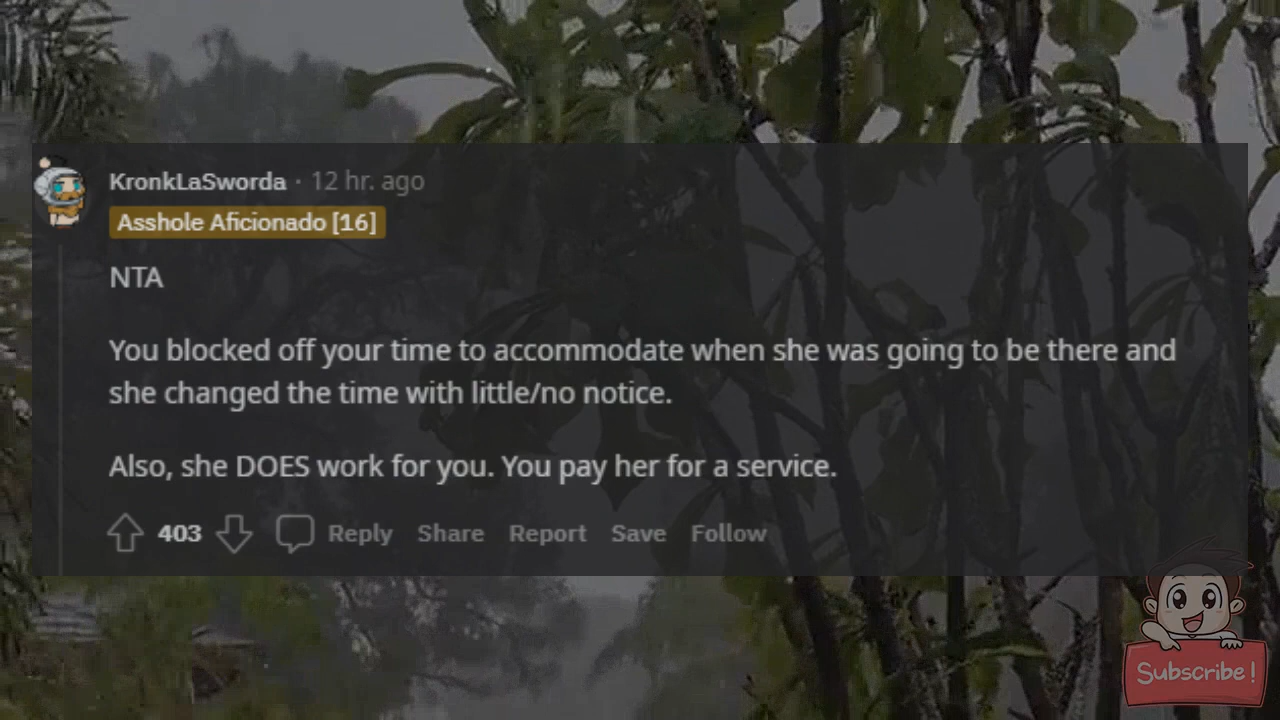 KronkLaSworda · 12 hr. ago
Asshole Aficionado [16]
NTA
You blocked off your time to accommodate when she was going to be there and
she changed the time with little/no notice.
Also, she DOES work for you. You pay her for a service.
403 Reply Share Report Save Follow
Subscribe!